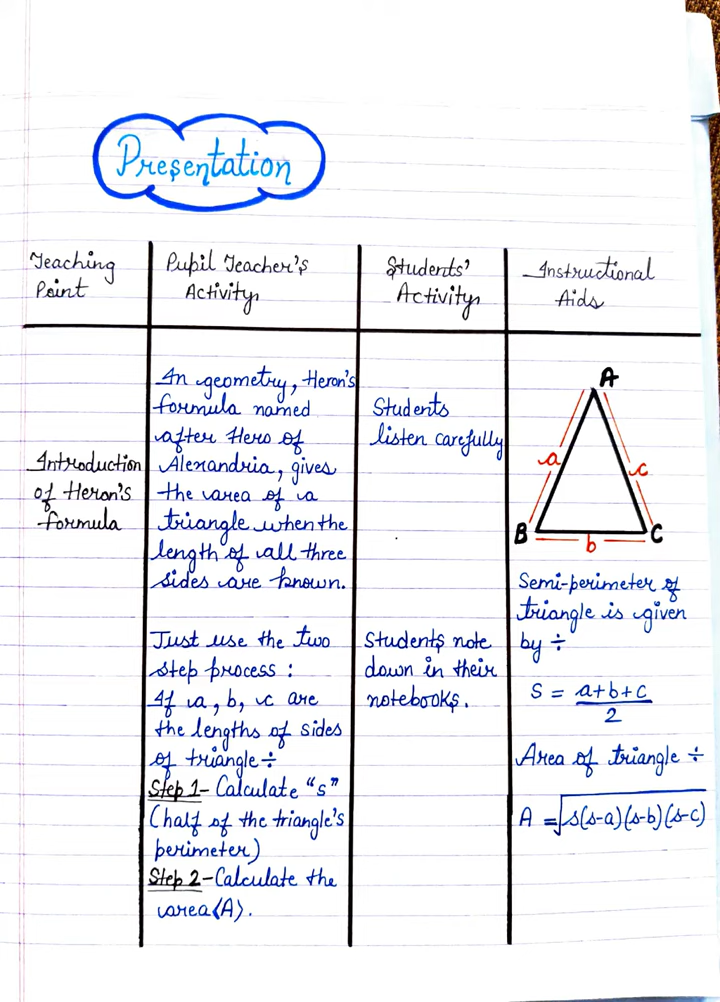 Presentation
Teaching
Point
Pupil Teacher's
Activity
Students'
Activity
Instructional
Aids
Introduction
of Heron's
formula
In geometry, Heron's
formula named
after Hero of
Alexandria, gives
the area of a
triangle when the
length of all three
sides are known.
Students
listen carefully
A
a
c
B
b
C
Semi-perimeter of
triangle is given
by ÷
S = a+b+c
2
Area of triangle ÷
A = √s(s-a)(s-b)(s-c)
Just use the two
step process :
If a, b, c are
the lengths of sides
of triangle ÷
Step 1- Calculate "s"
(half of the triangle's
perimeter)
Step 2- Calculate the
area(A).
Students note
down in their
notebooks.